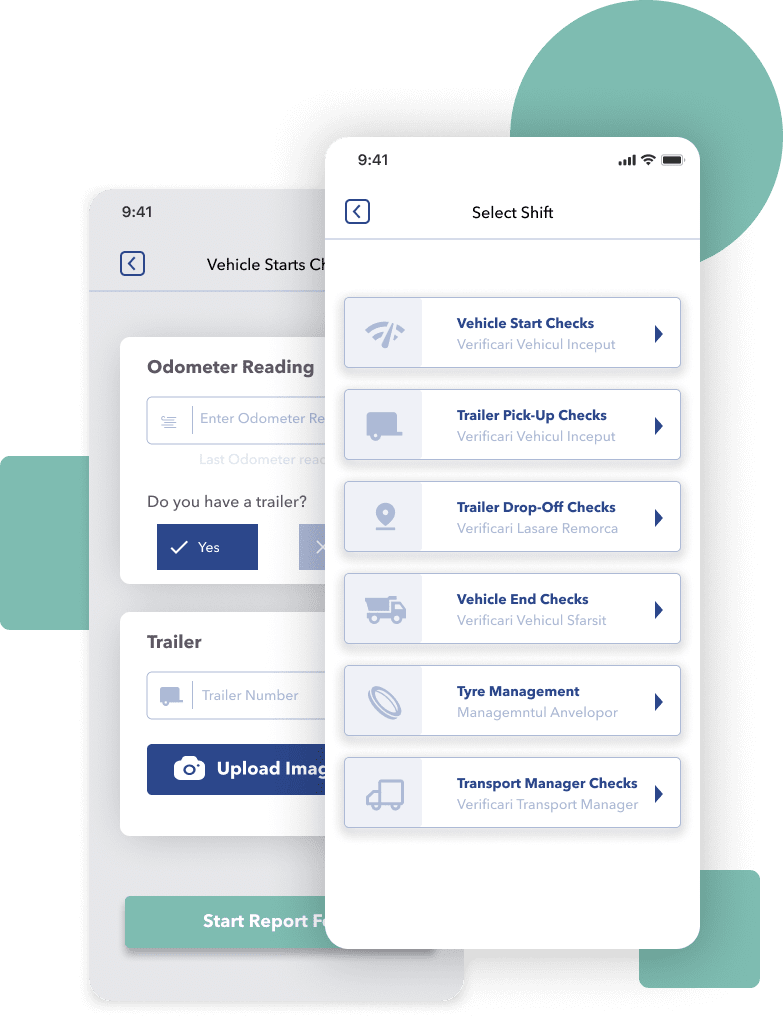 9:41
Select Shift
Vehicle Start Checks
Verificari Vehicul Inceput
Trailer Pick-Up Checks
Verificari Vehicul Inceput
Trailer Drop-Off Checks
Verificari Lasare Remorca
Vehicle End Checks
Verificari Vehicul Sfarsit
Tyre Management
Managemntul Anvelopor
Transport Manager Checks
Verificari Transport Manager
9:41
Vehicle Starts Ch
Odometer Reading
Enter Odometer Re
Last Odometer read
Do you have a trailer?
Yes
Trailer
Trailer Number
Upload Imag
Start Report Fo